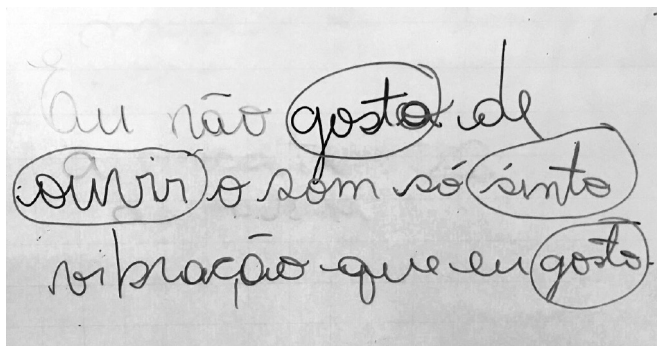 Eu não gosto de
ouvir o som só sinto
vibração que eu gosto.